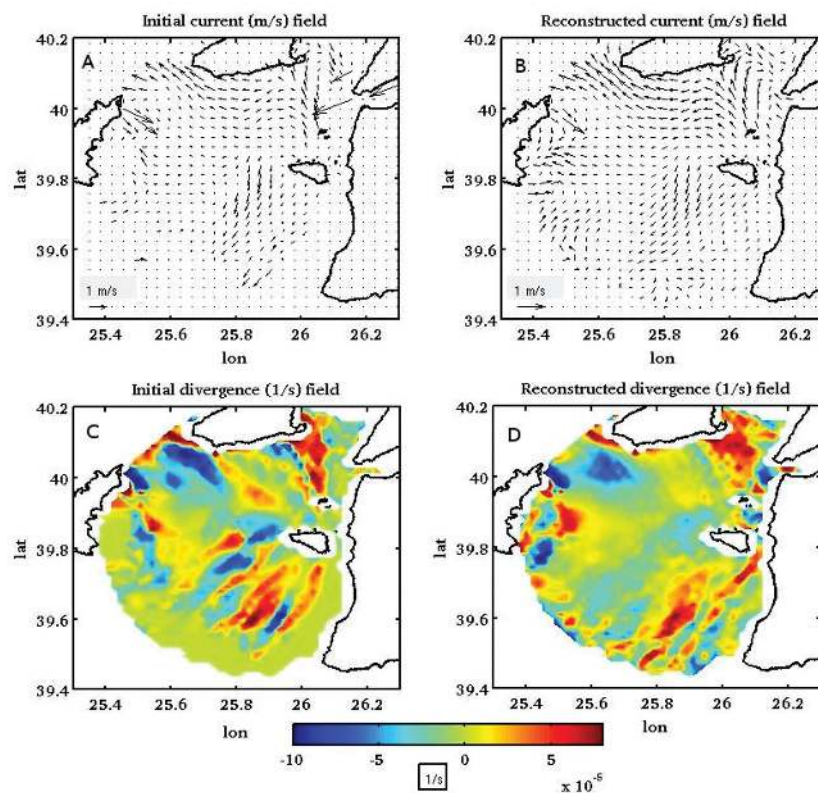 Initial current (m/s) field
Reconstructed current (m/s) field
40.2
A
40
39.8
lat
39.6
1 m/s
39.4
25.4 25.6 25.8 26 26.2
lon
40.2
B
40
39.8
lat
39.6
1 m/s
39.4
25.4 25.6 25.8 26 26.2
lon
Initial divergence (1/s) field
Reconstructed divergence (1/s) field
40.2
C
40
39.8
lat
39.6
39.4
25.4 25.6 25.8 26 26.2
lon
40.2
D
40
39.8
lat
39.6
39.4
25.4 25.6 25.8 26 26.2
lon
-10 -5 0 5
1/s
x 10⁻⁵